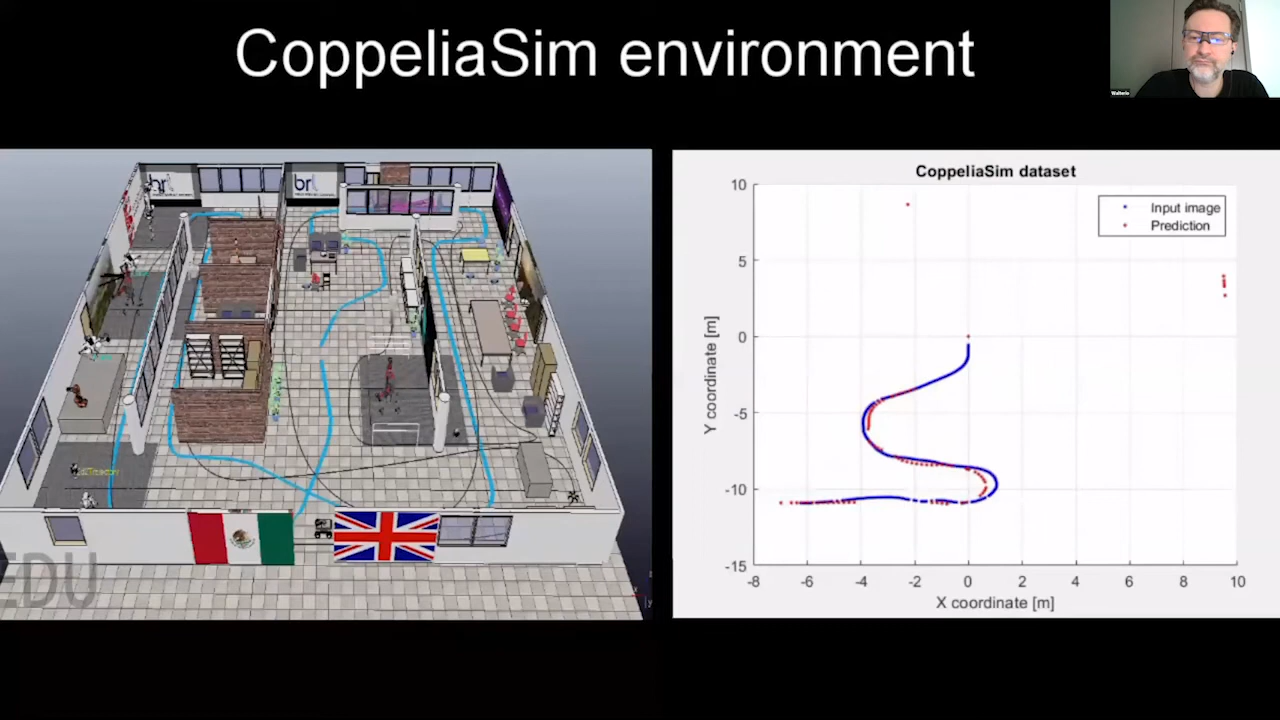 CoppeliaSim environment
Walterio
brl
brl
EDU
CoppeliaSim dataset
Input image
Prediction
10
5
0
-5
-10
-15
Y coordinate [m]
-8 -6 -4 -2 0 2 4 6 8 10
X coordinate [m]